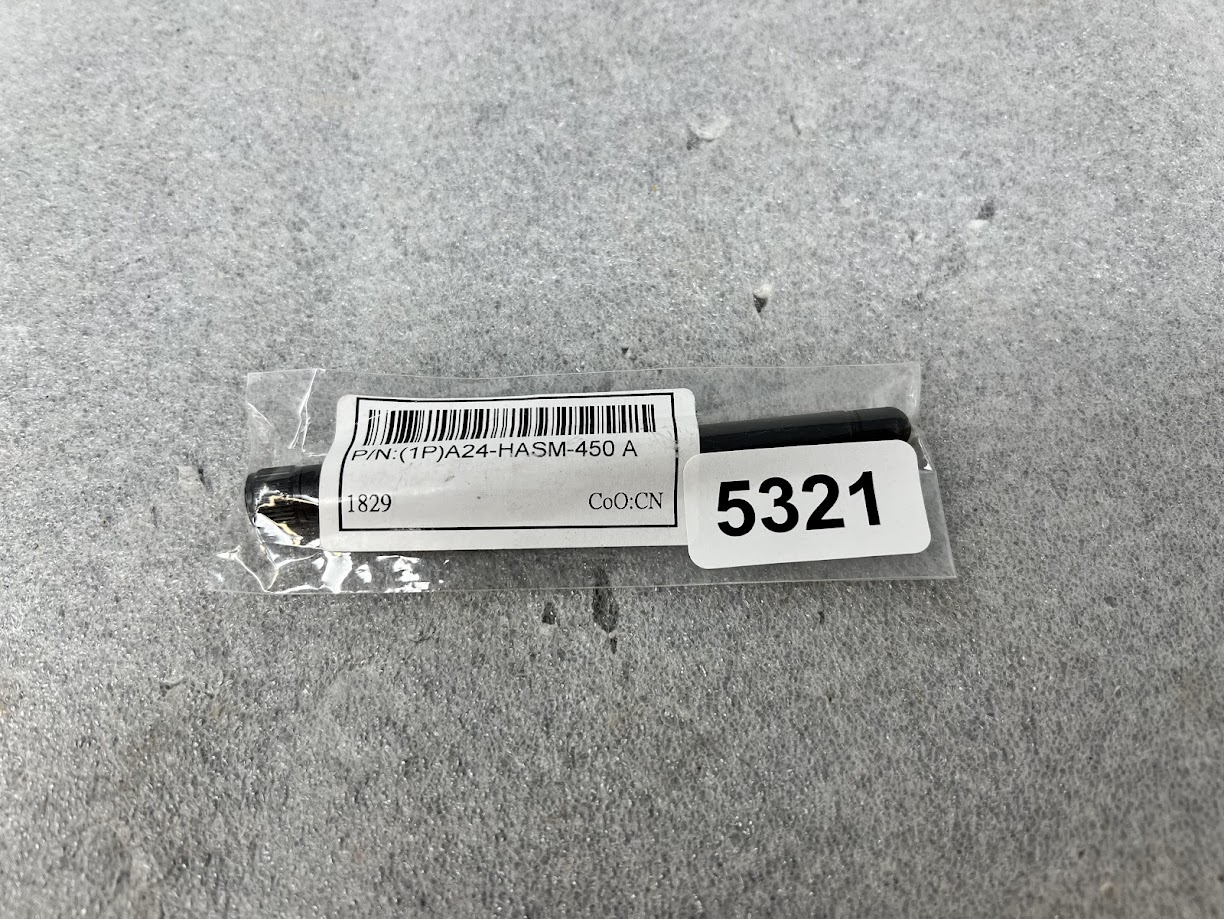 P/N:(1P)A24-HASM-450 A
1829 CoO:CN
5321